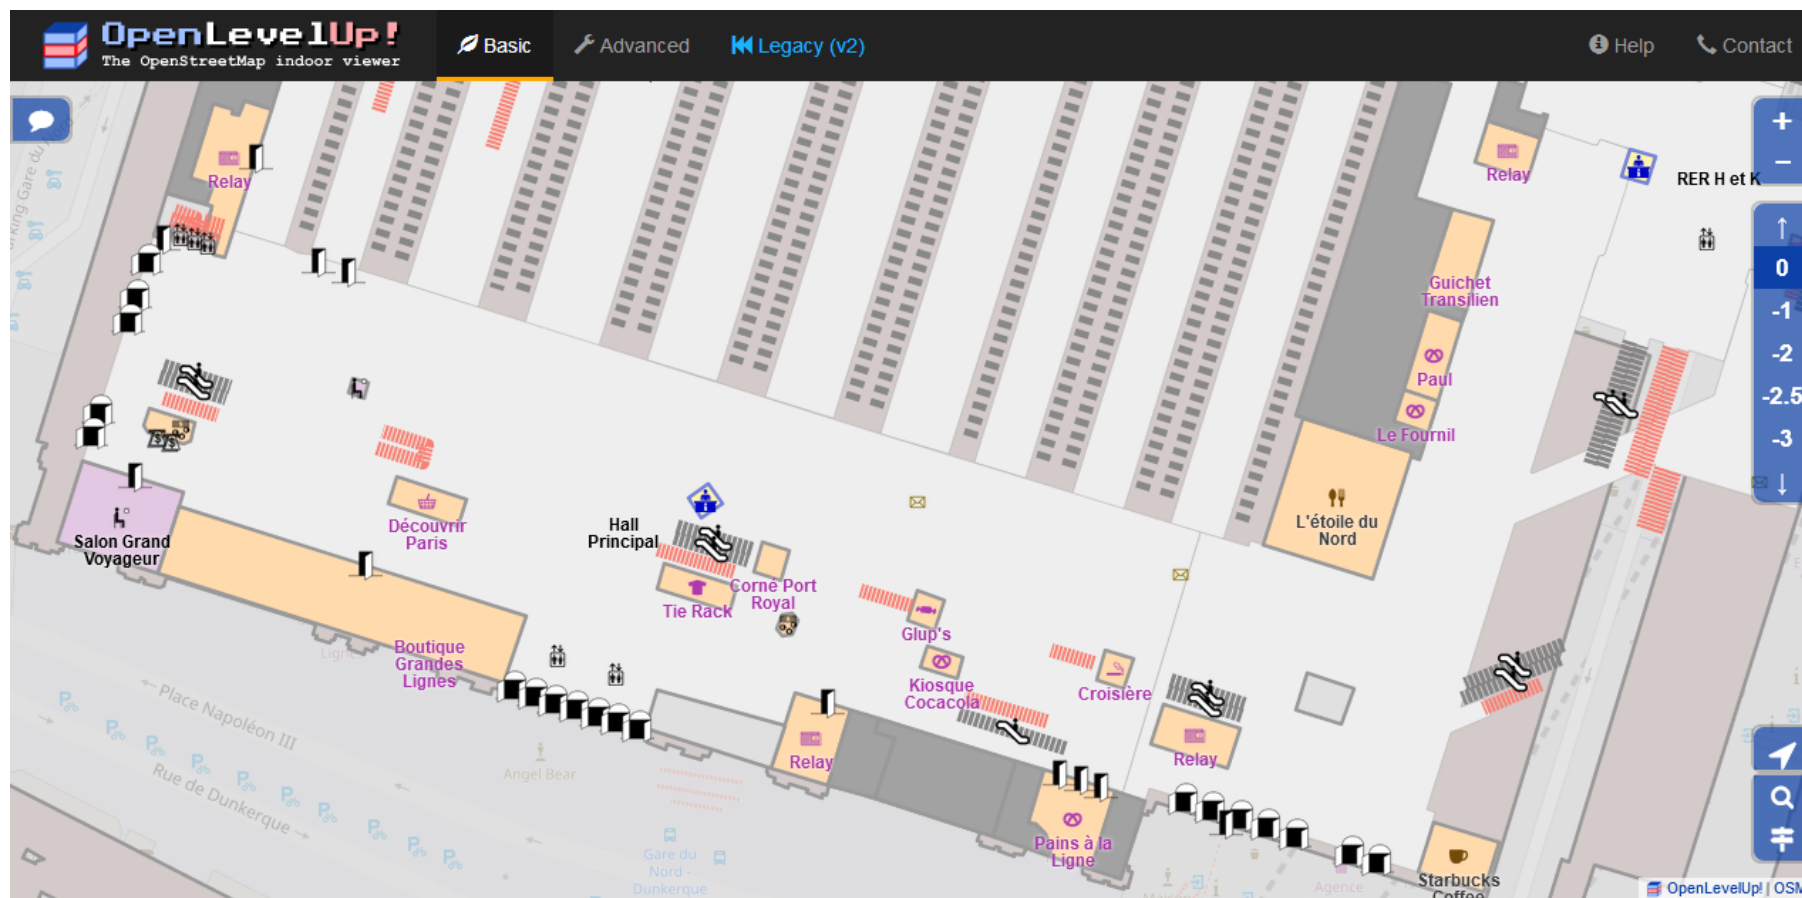 OpenLevelUp!
The OpenStreetMap indoor viewer
Basic
Advanced
Legacy (v2)
Help
Contact
Relay
Relay
RER H et K
+
−
↑
0
-1
-2
-2.5
-3
↓
Guichet
Transilien
Paul
Le Fournil
L'étoile du
Nord
Salon Grand
Voyageur
Découvrir
Paris
Hall
Principal
Tie Rack
Corné Port
Royal
Glup's
Kiosque
Cocacola
Croisière
Boutique
Grandes
Lignes
Relay
Relay
Pains à la
Ligne
Starbucks
Coffee
Place Napoléon III
Rue de Dunkerque
Angel Bear
Gare du
Nord -
Dunkerque
Agence
OpenLevelUp! | OSM